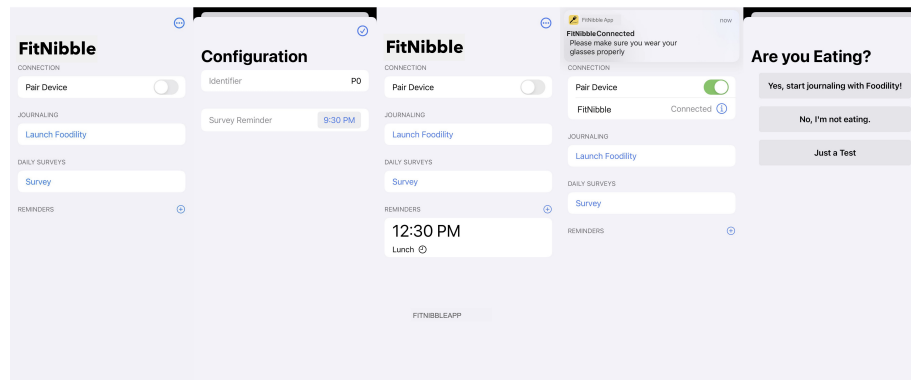 FitNibble
CONNECTION
Pair Device
JOURNALING
Launch Foodility
DAILY SURVEYS
Survey
REMINDERS
Configuration
Identifier P0
Survey Reminder 9:30 PM
FitNibble
CONNECTION
Pair Device
JOURNALING
Launch Foodility
DAILY SURVEYS
Survey
REMINDERS
12:30 PM
Lunch
FITNIBBLEAPP
FitNibble App now
FitNibbleConnected
Please make sure you wear your
glasses properly
CONNECTION
Pair Device
FitNibble Connected
JOURNALING
Launch Foodility
DAILY SURVEYS
Survey
REMINDERS
Are you Eating?
Yes, start journaling with Foodility!
No, I'm not eating.
Just a Test